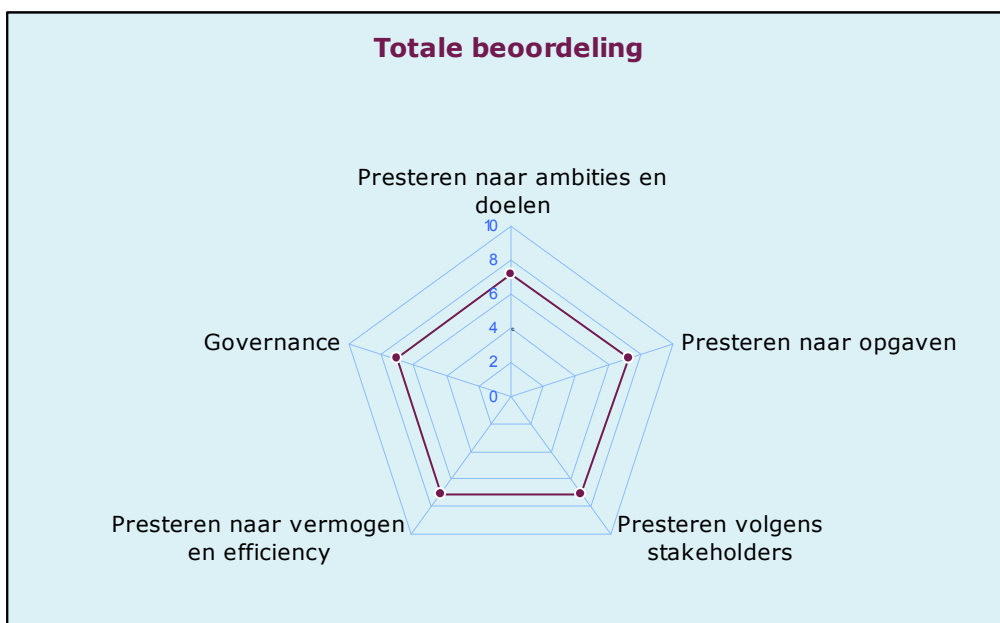 Totale beoordeling
Presteren naar ambities en
doelen
10
8
6
4
2
0
Governance
Presteren naar opgaven
Presteren naar vermogen
en efficiency
Presteren volgens
stakeholders